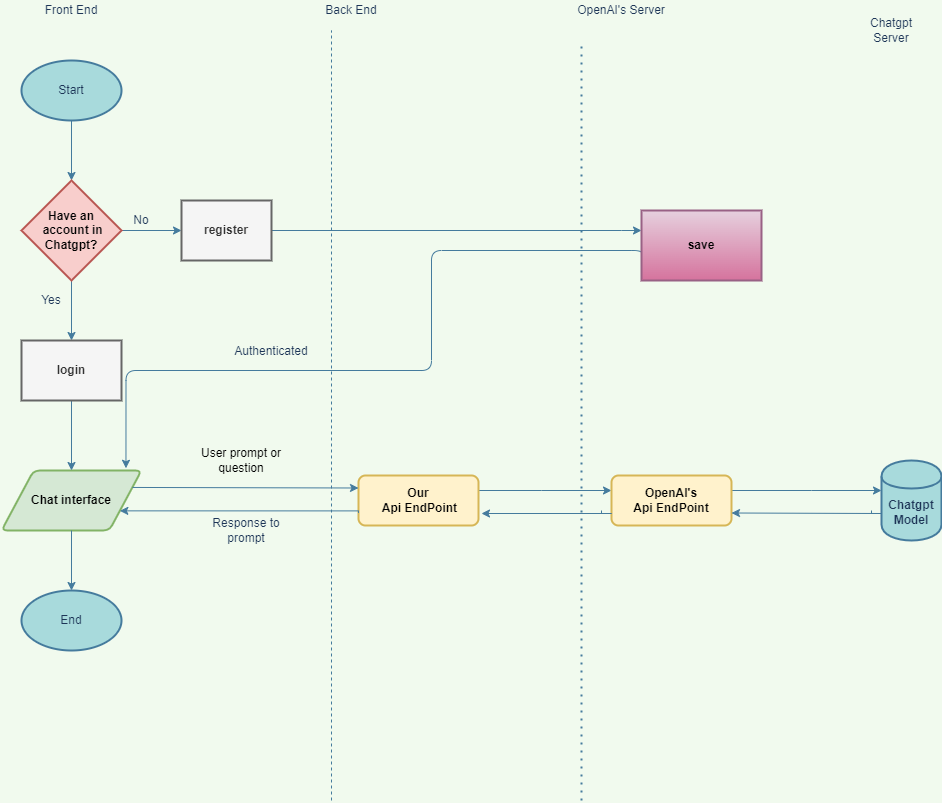 Front End
Back End
OpenAI's Server
Chatgpt
Server
Start
Have an
account in
Chatgpt?
No
register
save
Yes
login
Authenticated
User prompt or
question
Chat interface
Our
Api EndPoint
OpenAI's
Api EndPoint
Chatgpt
Model
Response to
prompt
End